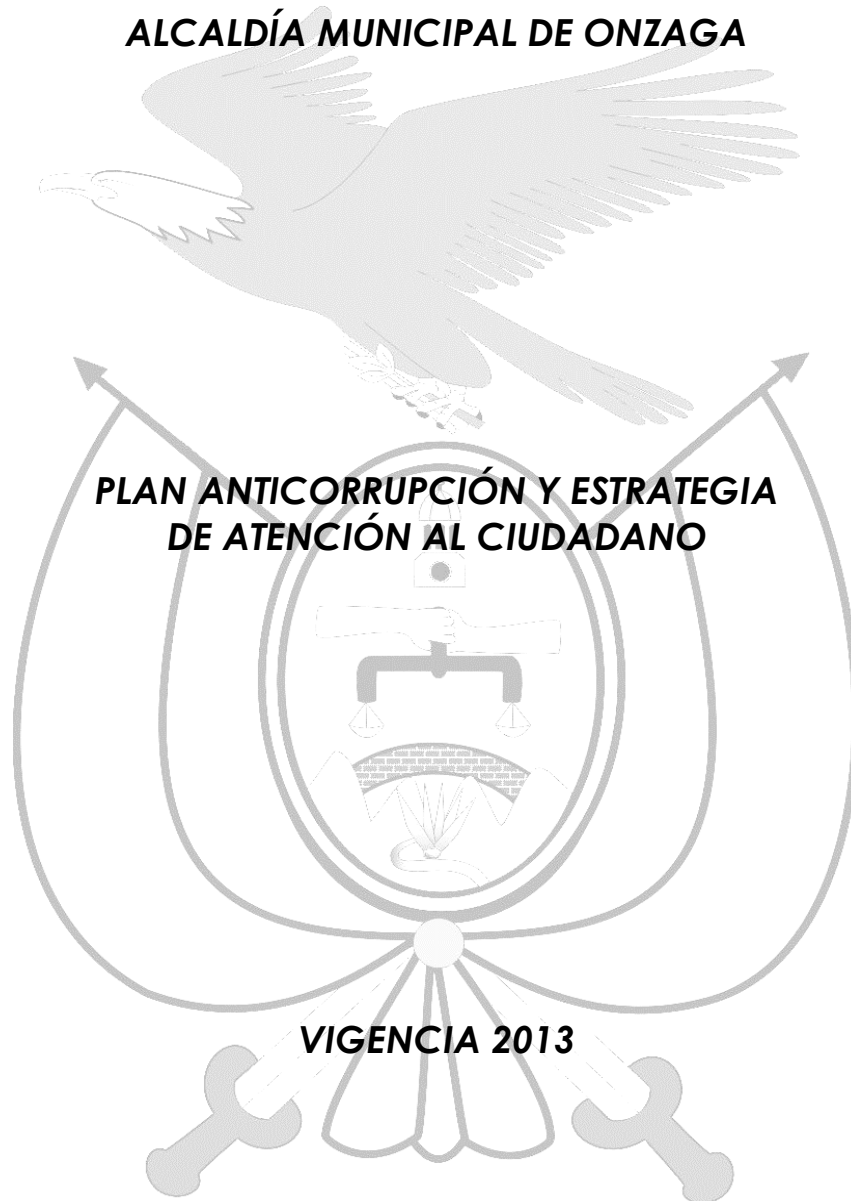 ALCALDÍA MUNICIPAL DE ONZAGA
PLAN ANTICORRUPCIÓN Y ESTRATEGIA
DE ATENCIÓN AL CIUDADANO
VIGENCIA 2013